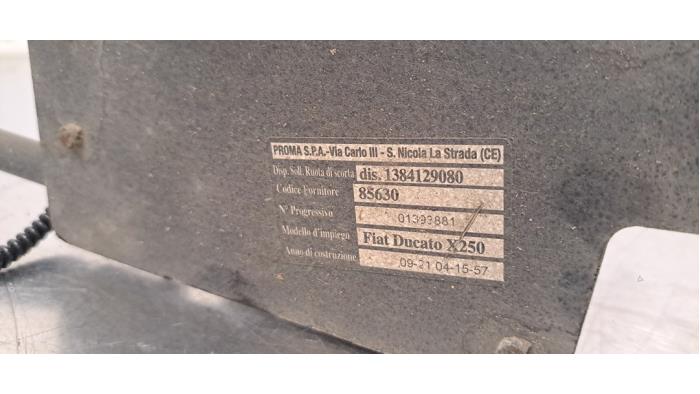 PROMA S.P.A.-Via Carlo III - S. Nicola La Strada (CE)
Disp. Soll. Ruota di scorta dis. 1384129080
Codice Fornitore 85630
N° Progressivo 01393881
Modello d'impiego Fiat Ducato X250
Anno di costruzione 09-21 04-15-57